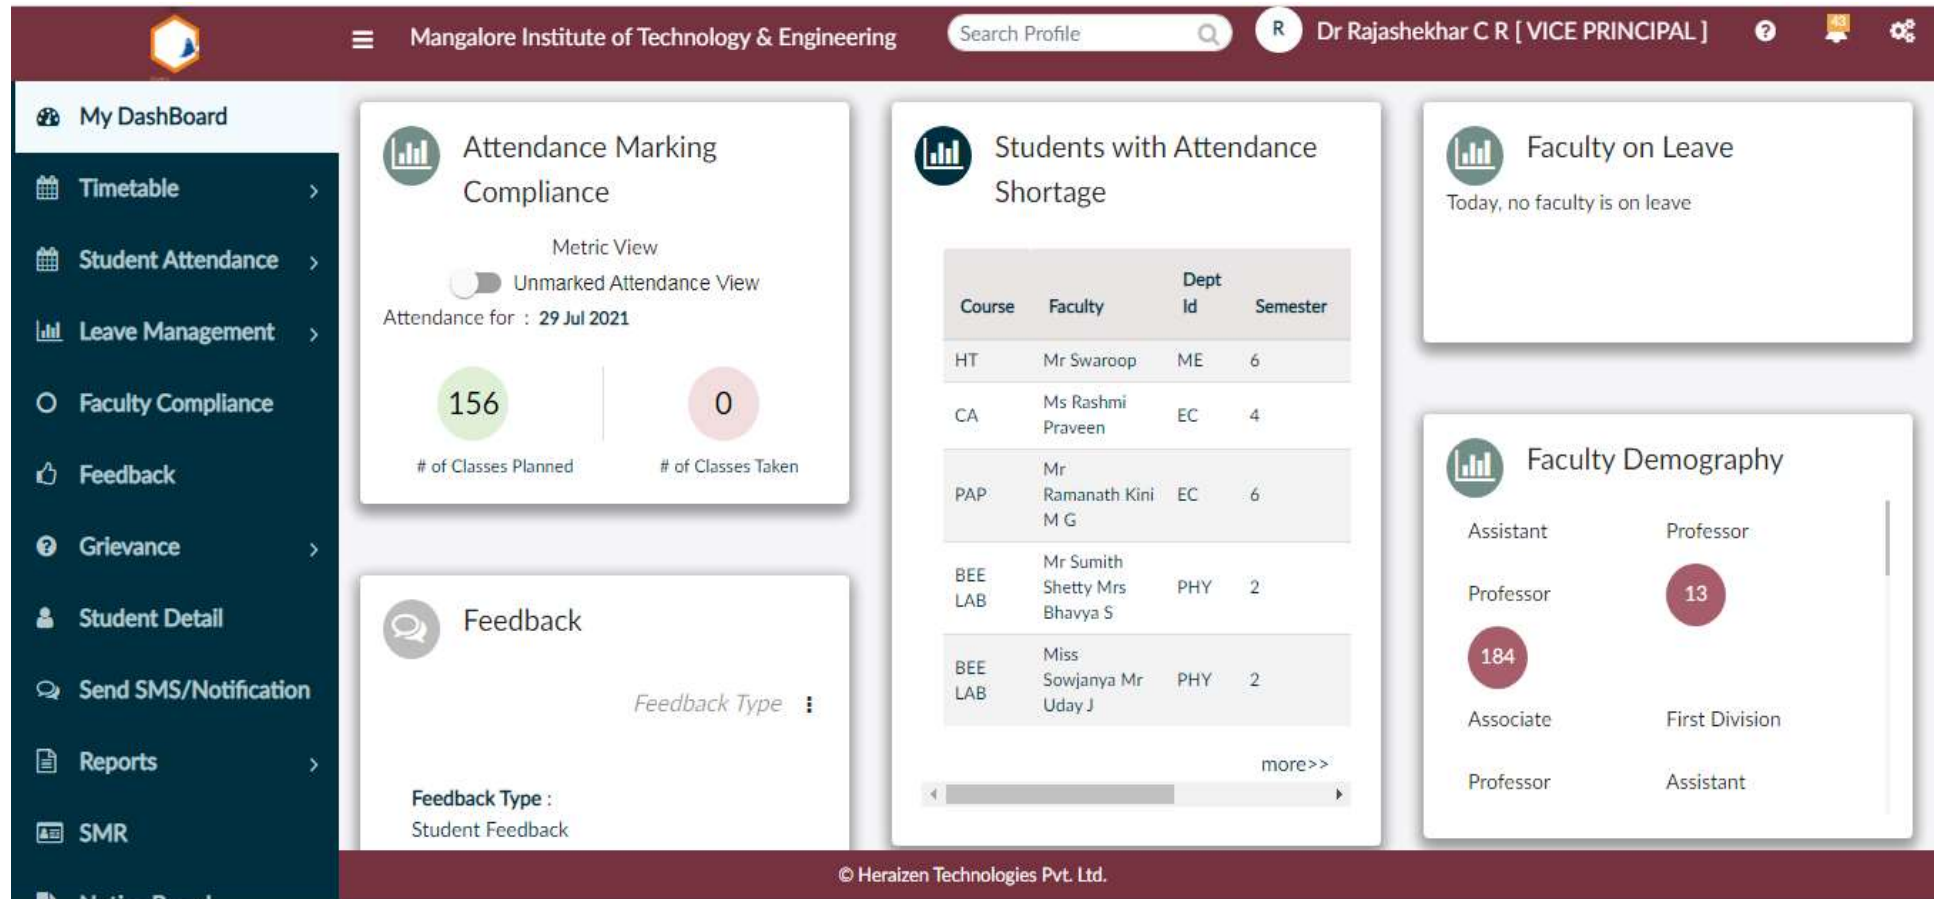 Mangalore Institute of Technology & Engineering
Search Profile
R
Dr Rajashekhar C R [ VICE PRINCIPAL ]
43
My DashBoard
Timetable
Student Attendance
Leave Management
Faculty Compliance
Feedback
Grievance
Student Detail
Send SMS/Notification
Reports
SMR
Attendance Marking
Compliance
Metric View
Unmarked Attendance View
Attendance for : 29 Jul 2021
156
0
# of Classes Planned
# of Classes Taken
Feedback
Feedback Type
Feedback Type :
Student Feedback
Students with Attendance
Shortage
Course Faculty Dept Id Semester
HT Mr Swaroop ME 6
CA Ms Rashmi Praveen EC 4
PAP Mr Ramanath Kini M G EC 6
BEE LAB Mr Sumith Shetty Mrs Bhavya S PHY 2
BEE LAB Miss Sowjanya Mr Uday J PHY 2
more>>
Faculty on Leave
Today, no faculty is on leave
Faculty Demography
Assistant
Professor
184
Professor
13
Associate
Professor
First Division
Assistant
© Heraizen Technologies Pvt. Ltd.